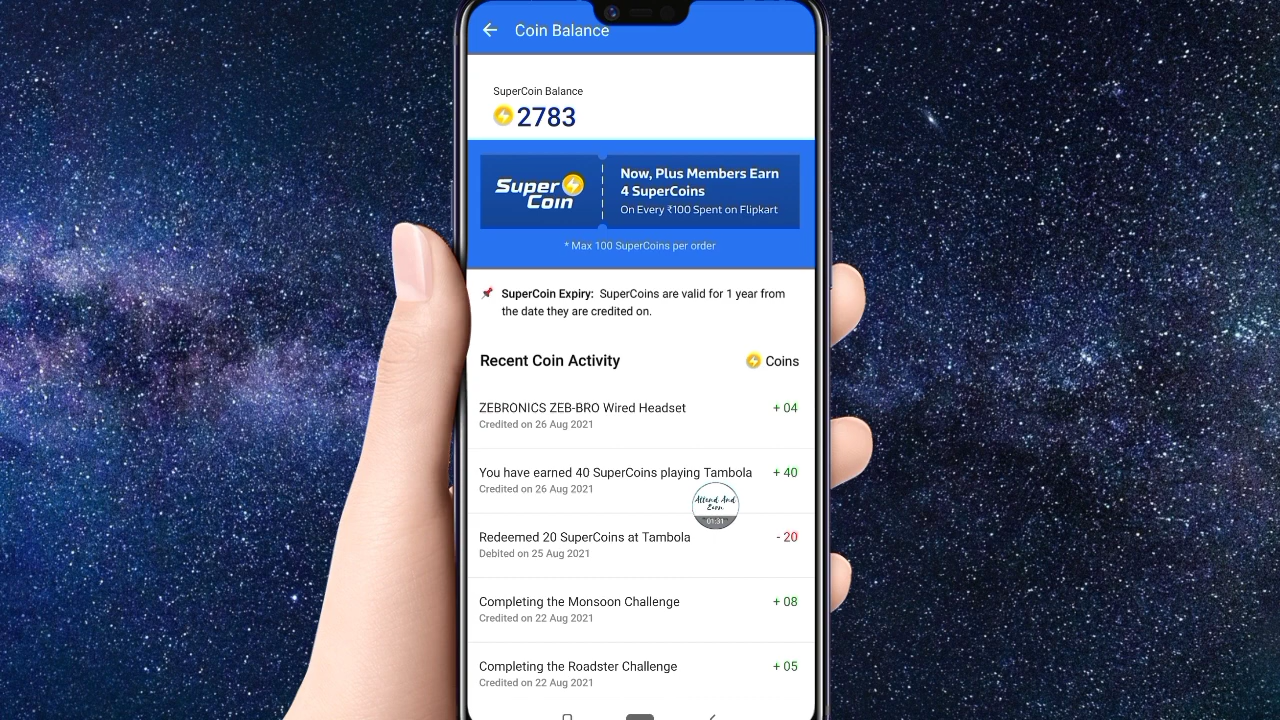 Coin Balance
SuperCoin Balance
2783
Super
Coin
Now, Plus Members Earn
4 SuperCoins
On Every ₹100 Spent on Flipkart
* Max 100 SuperCoins per order
SuperCoin Expiry: SuperCoins are valid for 1 year from
the date they are credited on.
Recent Coin Activity
Coins
ZEBRONICS ZEB-BRO Wired Headset
+ 04
Credited on 26 Aug 2021
You have earned 40 SuperCoins playing Tambola
+ 40
Credited on 26 Aug 2021
Attend And
Earn
01:31
Redeemed 20 SuperCoins at Tambola
- 20
Debited on 25 Aug 2021
Completing the Monsoon Challenge
+ 08
Credited on 22 Aug 2021
Completing the Roadster Challenge
+ 05
Credited on 22 Aug 2021